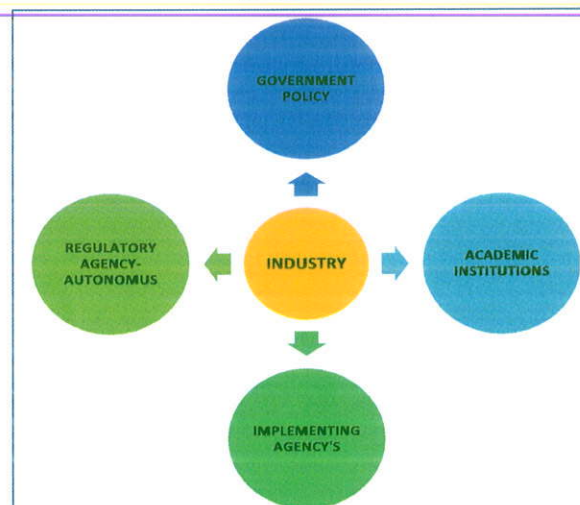 GOVERNMENT
POLICY
REGULATORY
AGENCY-
AUTONOMUS
INDUSTRY
ACADEMIC
INSTITUTIONS
IMPLEMENTING
AGENCY'S